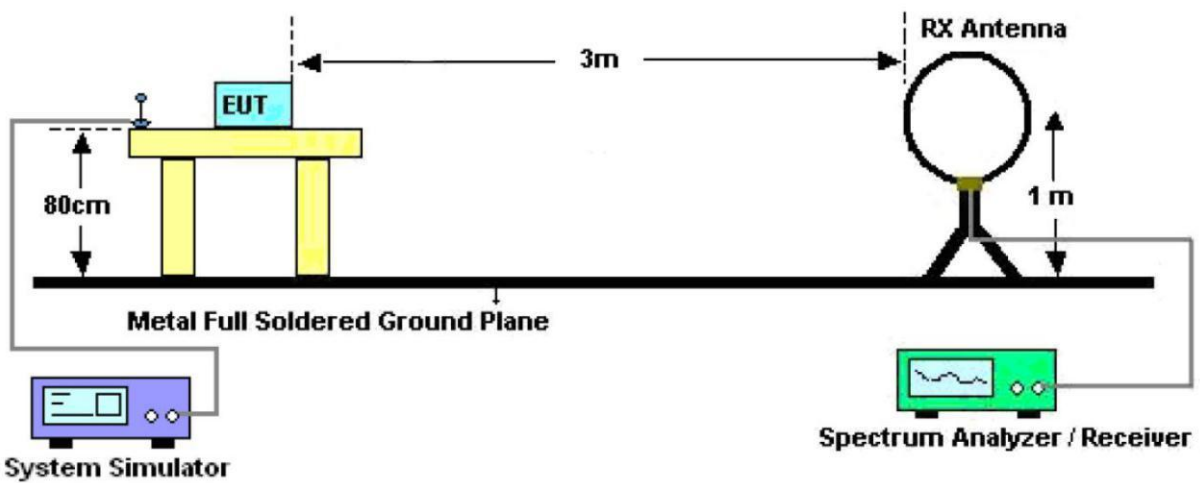 RX Antenna
3m
EUT
80cm
1 m
Metal Full Soldered Ground Plane
System Simulator
Spectrum Analyzer / Receiver